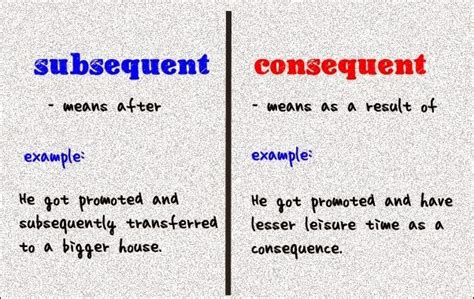 subsequent
- means after
example:
He got promoted and
subsequently transferred
to a bigger house.
consequent
- means as a result of
example:
He got promoted and have
lesser leisure time as a
consequence.